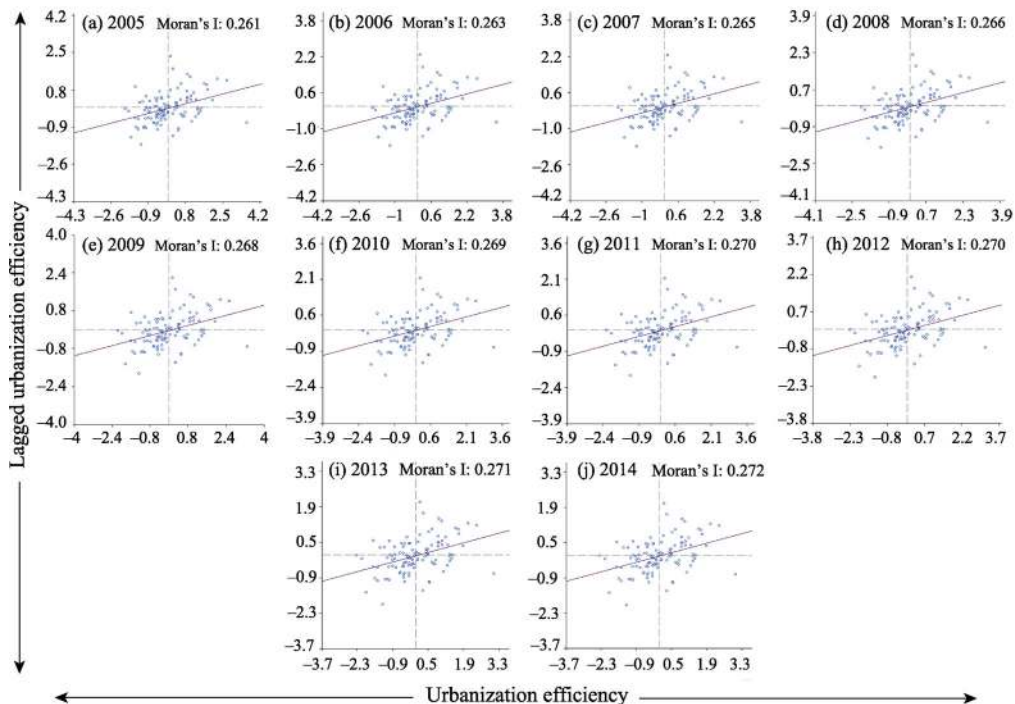 (a) 2005 Moran's I: 0.261
4.2
2.5
0.8
−0.9
−2.6
−4.3
−4.3 −2.6 −0.9 0.8 2.5 4.2
(b) 2006 Moran's I: 0.263
3.8
2.2
0.6
−1.0
−2.6
−4.2
−4.2 −2.6 −1 0.6 2.2 3.8
(c) 2007 Moran's I: 0.265
3.8
2.2
0.6
−1.0
−2.6
−4.2
−4.2 −2.6 −1 0.6 2.2 3.8
(d) 2008 Moran's I: 0.266
3.9
2.3
0.7
−0.9
−2.5
−4.1
−4.1 −2.5 −0.9 0.7 2.3 3.9
(e) 2009 Moran's I: 0.268
4.0
2.4
0.8
−0.8
−2.4
−4.0
−4 −2.4 −0.8 0.8 2.4 4
(f) 2010 Moran's I: 0.269
3.6
2.1
0.6
−0.9
−2.4
−3.9
−3.9 −2.4 −0.9 0.6 2.1 3.6
(g) 2011 Moran's I: 0.270
3.6
2.1
0.6
−0.9
−2.4
−3.9
−3.9 −2.4 −0.9 0.6 2.1 3.6
(h) 2012 Moran's I: 0.270
3.7
2.2
0.7
−0.8
−2.3
−3.8
−3.8 −2.3 −0.8 0.7 2.2 3.7
(i) 2013 Moran's I: 0.271
3.3
1.9
0.5
−0.9
−2.3
−3.7
−3.7 −2.3 −0.9 0.5 1.9 3.3
(j) 2014 Moran's I: 0.272
3.3
1.9
0.5
−0.9
−2.3
−3.7
−3.7 −2.3 −0.9 0.5 1.9 3.3
Lagged urbanization efficiency
Urbanization efficiency